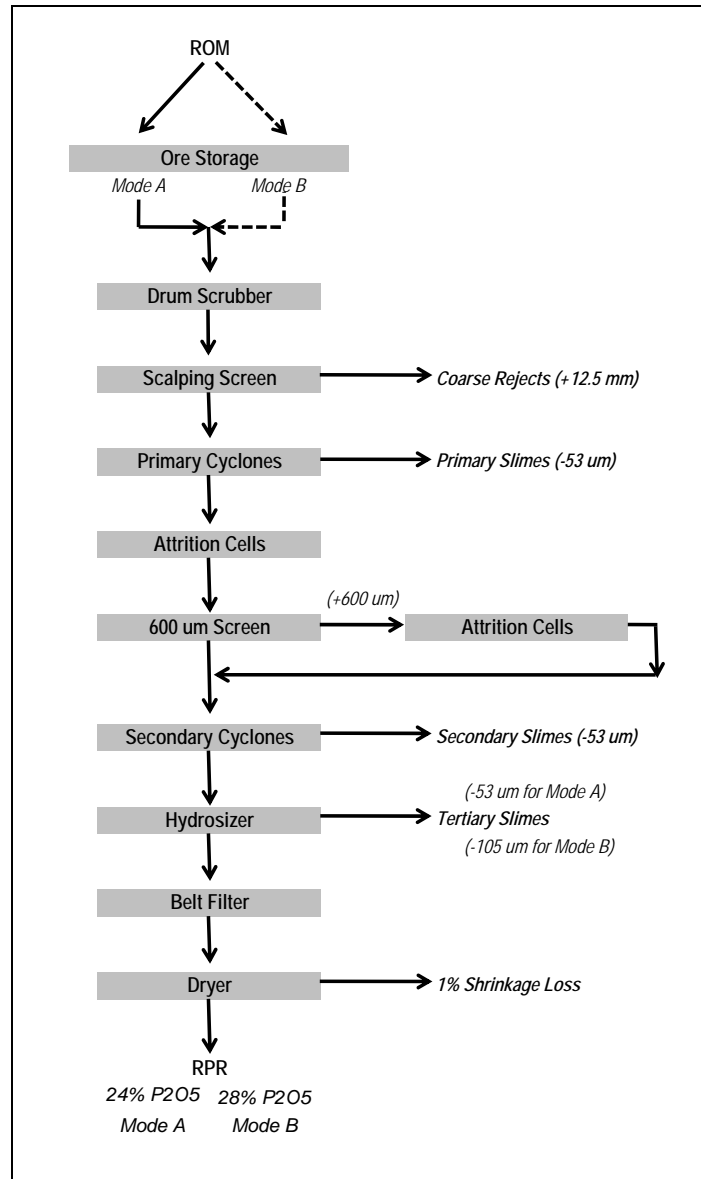 ROM
Ore Storage
Mode A Mode B
Drum Scrubber
Scalping Screen Coarse Rejects (+12.5 mm)
Primary Cyclones Primary Slimes (-53 um)
Attrition Cells
(+600 um)
600 um Screen Attrition Cells
Secondary Cyclones Secondary Slimes (-53 um)
(-53 um for Mode A)
Hydrosizer Tertiary Slimes
(-105 um for Mode B)
Belt Filter
Dryer 1% Shrinkage Loss
RPR
24% P2O5 28% P2O5
Mode A Mode B